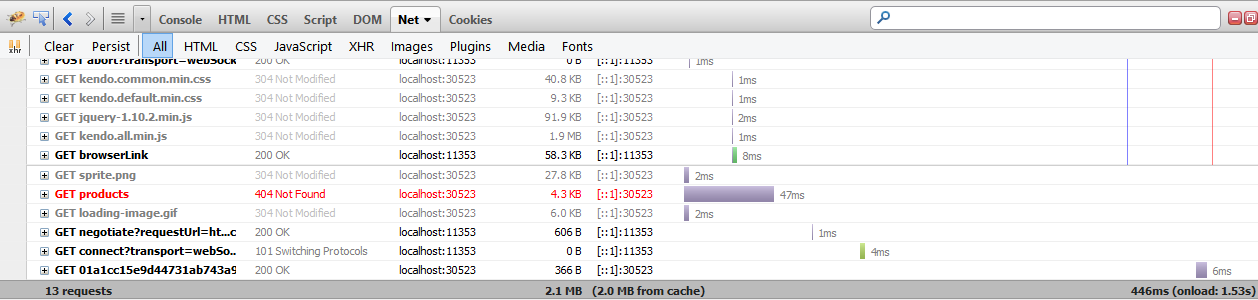 Console HTML CSS Script DOM Net Cookies
xhr Clear Persist All HTML CSS JavaScript XHR Images Plugins Media Fonts
POST abort?transport=webSock 200 OK localhost:11353 0 B [::1]:11353 1ms
GET kendo.common.min.css 304 Not Modified localhost:30523 40.8 KB [::1]:30523 1ms
GET kendo.default.min.css 304 Not Modified localhost:30523 9.3 KB [::1]:30523 1ms
GET jquery-1.10.2.min.js 304 Not Modified localhost:30523 91.9 KB [::1]:30523 2ms
GET kendo.all.min.js 304 Not Modified localhost:30523 1.9 MB [::1]:30523 1ms
GET browserLink 200 OK localhost:11353 58.3 KB [::1]:11353 8ms
GET sprite.png 304 Not Modified localhost:30523 27.8 KB [::1]:30523 2ms
GET products 404 Not Found localhost:30523 4.3 KB [::1]:30523 47ms
GET loading-image.gif 304 Not Modified localhost:30523 6.0 KB [::1]:30523 2ms
GET negotiate?requestUrl=ht...c 200 OK localhost:11353 606 B [::1]:11353 1ms
GET connect?transport=webSo... 101 Switching Protocols localhost:11353 0 B [::1]:11353 4ms
GET 01a1cc15e9d44731ab743a9 200 OK localhost:30523 366 B [::1]:30523 6ms
13 requests 2.1 MB (2.0 MB from cache) 446ms (onload: 1.53s)